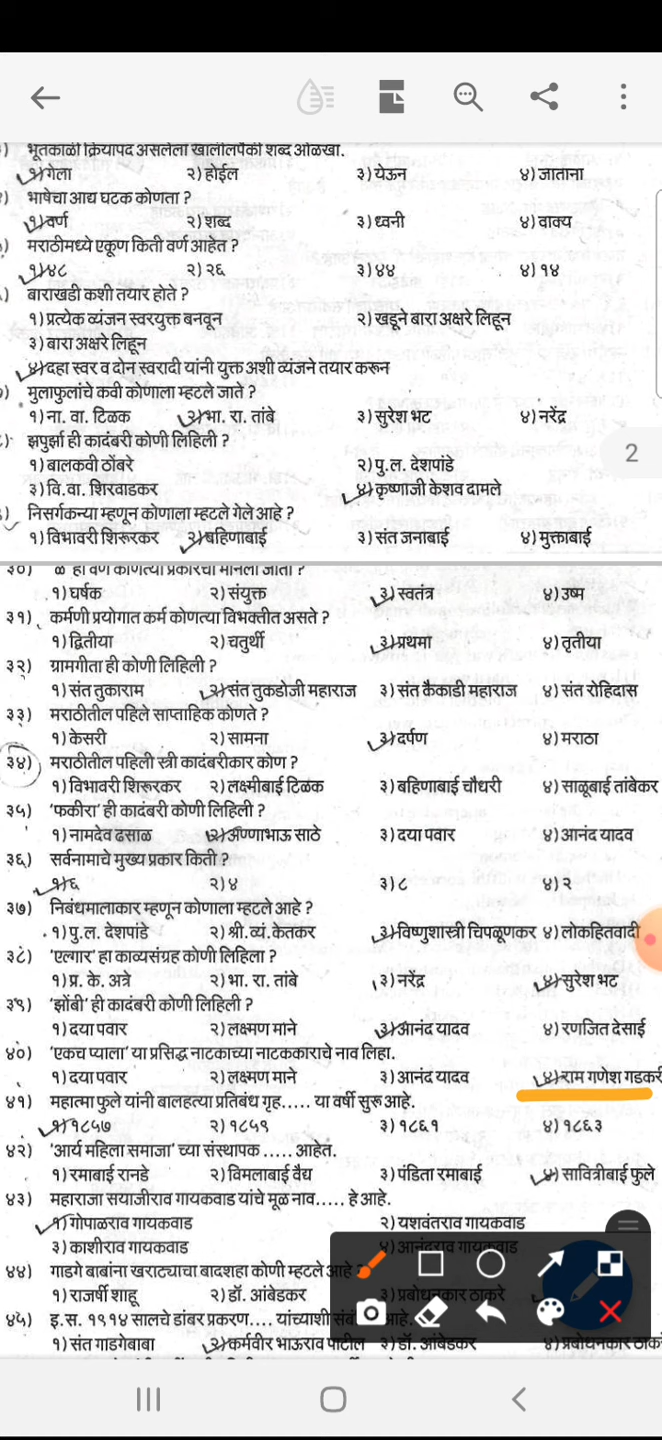 भूतकाळी क्रियापद असलेला खालीलपैकी शब्द ओळखा.
१) गेला २) होईल ३) येऊन ४) जाताना
भाषेचा आद्य घटक कोणता ?
१) वर्ण २) शब्द ३) ध्वनी ४) वाक्य
मराठीमध्ये एकूण किती वर्ण आहेत ?
१) ४८ २) २६ ३) ४४ ४) १४
बाराखडी कशी तयार होते ?
१) प्रत्येक व्यंजन स्वरयुक्त बनवून २) खडूने बारा अक्षरे लिहून
३) बारा अक्षरे लिहून
४) दहा स्वर व दोन स्वरादी यांनी युक्त अशी व्यंजने तयार करून
मुलाफुलांचे कवी कोणाला म्हटले जाते ?
१) ना. वा. टिळक २) भा. रा. तांबे ३) सुरेश भट ४) नरेंद्र
झपुर्झा ही कादंबरी कोणी लिहिली ?
2
१) बालकवी ठोंबरे २) पु. ल. देशपांडे
३) वि. वा. शिरवाडकर ४) कृष्णाजी केशव दामले
निसर्गकन्या म्हणून कोणाला म्हटले गेले आहे ?
१) विभावरी शिरूरकर २) बहिणाबाई ३) संत जनाबाई ४) मुक्ताबाई
३०) ळ हा वर्ण कोणत्या प्रकारचा मानला जातो ?
१) घर्षक २) संयुक्त ३) स्वतंत्र ४) उष्म
३१) कर्मणी प्रयोगात कर्म कोणत्या विभक्तीत असते ?
१) द्वितीया २) चतुर्थी ३) प्रथमा ४) तृतीया
३२) ग्रामगीता ही कोणी लिहिली ?
१) संत तुकाराम २) संत तुकडोजी महाराज ३) संत कैकाडी महाराज ४) संत रोहिदास
३३) मराठीतील पहिले साप्ताहिक कोणते ?
१) केसरी २) सामना ३) दर्पण ४) मराठा
३४) मराठीतील पहिली स्त्री कादंबरीकार कोण ?
१) विभावरी शिरूरकर २) लक्ष्मीबाई टिळक ३) बहिणाबाई चौधरी ४) साळूबाई तांबेकर
३५) 'फकीरा' ही कादंबरी कोणी लिहिली ?
१) नामदेव ढसाळ २) अण्णाभाऊ साठे ३) दया पवार ४) आनंद यादव
३६) सर्वनामाचे मुख्य प्रकार किती ?
१) ६ २) ४ ३) ८ ४) २
३७) निबंधमालाकार म्हणून कोणाला म्हटले आहे ?
१) पु. ल. देशपांडे २) श्री. व्यं. केतकर ३) विष्णुशास्त्री चिपळूणकर ४) लोकहितवादी
३८) 'एल्गार' हा काव्यसंग्रह कोणी लिहिला ?
१) प्र. के. अत्रे २) भा. रा. तांबे ३) नरेंद्र ४) सुरेश भट
३९) 'झोंबी' ही कादंबरी कोणी लिहिली ?
१) दया पवार २) लक्ष्मण माने ३) आनंद यादव ४) रणजित देसाई
४०) 'एकच प्याला' या प्रसिद्ध नाटकाच्या नाटककाराचे नाव लिहा.
१) दया पवार २) लक्ष्मण माने ३) आनंद यादव ४) राम गणेश गडकरी
४१) महात्मा फुले यांनी बालहत्या प्रतिबंध गृह..... या वर्षी सुरू आहे.
१) १८५७ २) १८५९ ३) १८६१ ४) १८६३
४२) 'आर्य महिला समाजा' च्या संस्थापक ..... आहेत.
१) रमाबाई रानडे २) विमलाबाई वैद्य ३) पंडिता रमाबाई ४) सावित्रीबाई फुले
४३) महाराजा सयाजीराव गायकवाड यांचे मूळ नाव..... हे आहे.
१) गोपाळराव गायकवाड २) यशवंतराव गायकवाड
३) काशीराव गायकवाड ४) आनंदराव गायकवाड
४४) गाडगे बाबांना खराट्याचा बादशहा कोणी म्हटले आहे ?
१) राजर्षी शाहू २) डॉ. आंबेडकर ३) प्रबोधनकार ठाकरे
४५) इ.स. १९१४ सालचे डांबर प्रकरण.... यांच्याशी संबं आहे.
१) संत गाडगेबाबा २) कर्मवीर भाऊराव पाटील ३) डॉ. आंबेडकर ४) प्रबोधनकार ठाक